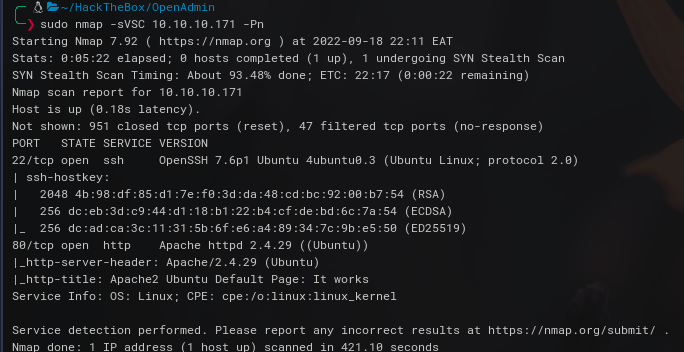 ~/HackTheBox/OpenAdmin
❯ sudo nmap -sVSC 10.10.10.171 -Pn
Starting Nmap 7.92 ( https://nmap.org ) at 2022-09-18 22:11 EAT
Stats: 0:05:22 elapsed; 0 hosts completed (1 up), 1 undergoing SYN Stealth Scan
SYN Stealth Scan Timing: About 93.48% done; ETC: 22:17 (0:00:22 remaining)
Nmap scan report for 10.10.10.171
Host is up (0.18s latency).
Not shown: 951 closed tcp ports (reset), 47 filtered tcp ports (no-response)
PORT   STATE SERVICE VERSION
22/tcp open  ssh     OpenSSH 7.6p1 Ubuntu 4ubuntu0.3 (Ubuntu Linux; protocol 2.0)
| ssh-hostkey:
|   2048 4b:98:df:85:d1:7e:f0:3d:da:48:cd:bc:92:00:b7:54 (RSA)
|   256 dc:eb:3d:c9:44:d1:18:b1:22:b4:cf:de:bd:6c:7a:54 (ECDSA)
|_  256 dc:ad:ca:3c:11:31:5b:6f:e6:a4:89:34:7c:9b:e5:50 (ED25519)
80/tcp open  http    Apache httpd 2.4.29 ((Ubuntu))
|_http-server-header: Apache/2.4.29 (Ubuntu)
|_http-title: Apache2 Ubuntu Default Page: It works
Service Info: OS: Linux; CPE: cpe:/o:linux:linux_kernel

Service detection performed. Please report any incorrect results at https://nmap.org/submit/ .
Nmap done: 1 IP address (1 host up) scanned in 421.10 seconds